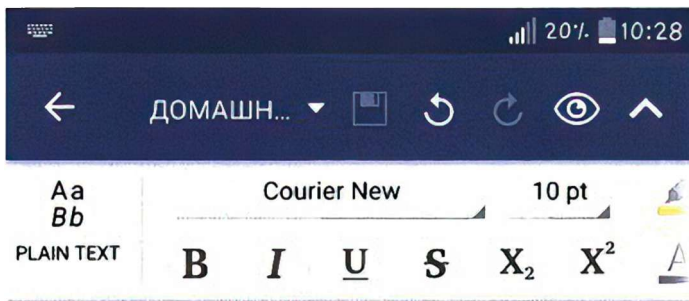 20% 10:28
ДОМАШН...
Aa Courier New 10 pt
Bb
PLAIN TEXT
B I U S X₂ X² A